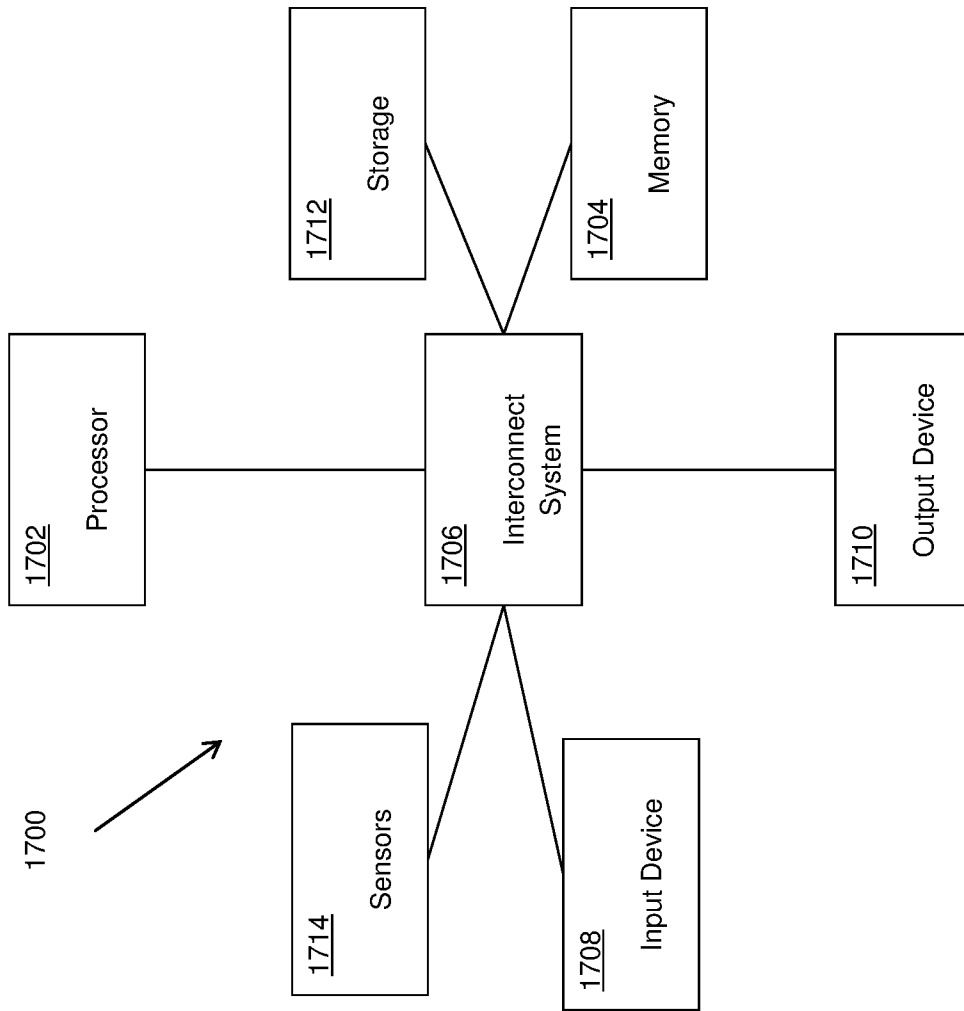 1700
1714
Sensors
1708
Input Device
1702
Processor
1706
Interconnect
System
1710
Output Device
1712
Storage
1704
Memory